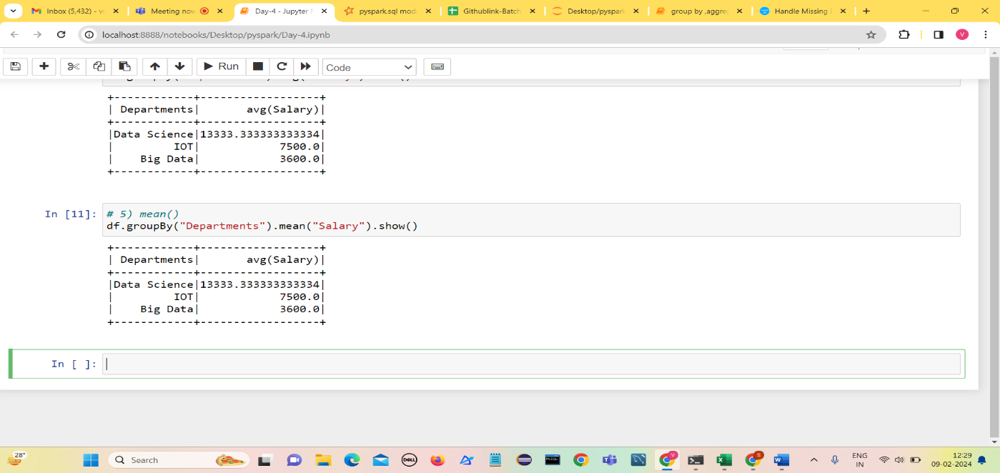 Inbox (5,432) - v
Meeting now
Day-4 - Jupyter
pyspark.sql mod
Githublink-Batch
Desktop/pyspark
group by ,aggre
Handle Missing
localhost:8888/notebooks/Desktop/pyspark/Day-4.ipynb
V
Run
Code
+------------+------------------+
| Departments|       avg(Salary)|
+------------+------------------+
|Data Science|13333.333333333334|
|         IOT|            7500.0|
|    Big Data|            3600.0|
+------------+------------------+
In [11]:
# 5) mean()
df.groupBy("Departments").mean("Salary").show()
+------------+------------------+
| Departments|       avg(Salary)|
+------------+------------------+
|Data Science|13333.333333333334|
|         IOT|            7500.0|
|    Big Data|            3600.0|
+------------+------------------+
In [ ]:
28°
Search
DELL
ENG
IN
12:29
09-02-2024